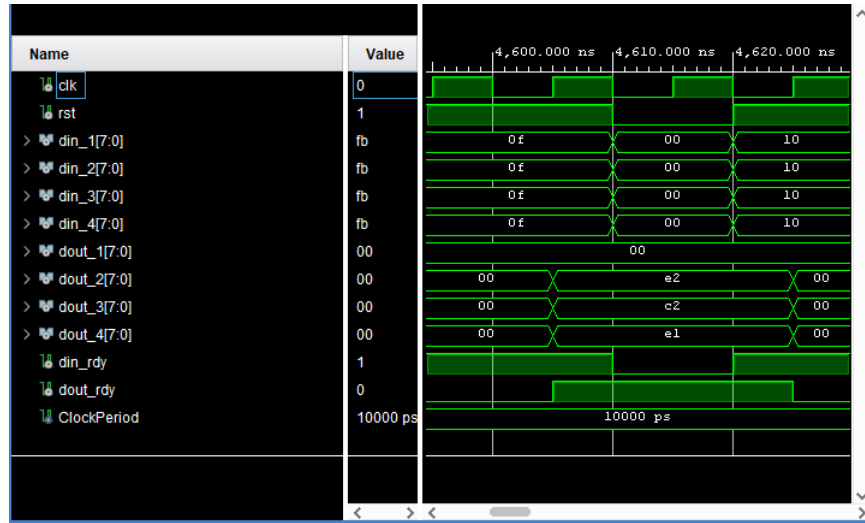 Name Value 4,600.000 ns 4,610.000 ns 4,620.000 ns
clk 0
rst 1
din_1[7:0] fb 0f 00 10
din_2[7:0] fb 0f 00 10
din_3[7:0] fb 0f 00 10
din_4[7:0] fb 0f 00 10
dout_1[7:0] 00 00
dout_2[7:0] 00 00 e2 00
dout_3[7:0] 00 00 c2 00
dout_4[7:0] 00 00 e1 00
din_rdy 1
dout_rdy 0
ClockPeriod 10000 ps 10000 ps